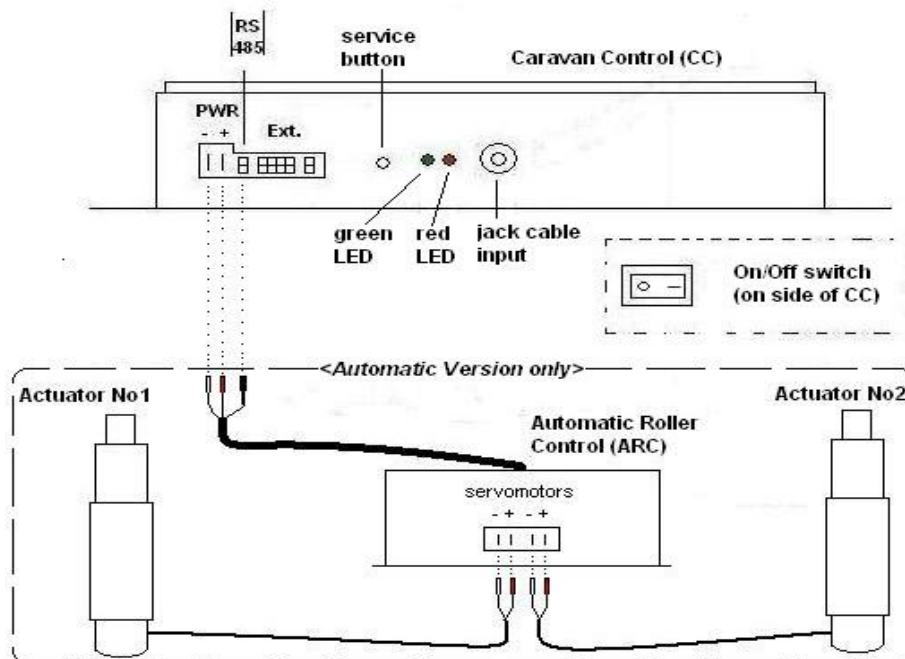 RS
485
service
button
Caravan Control (CC)
PWR
- +
Ext.
green
LED
red
LED
jack cable
input
On/Off switch
(on side of CC)
<Automatic Version only>
Actuator No1
Actuator No2
Automatic Roller
Control (ARC)
servomotors
- + - +